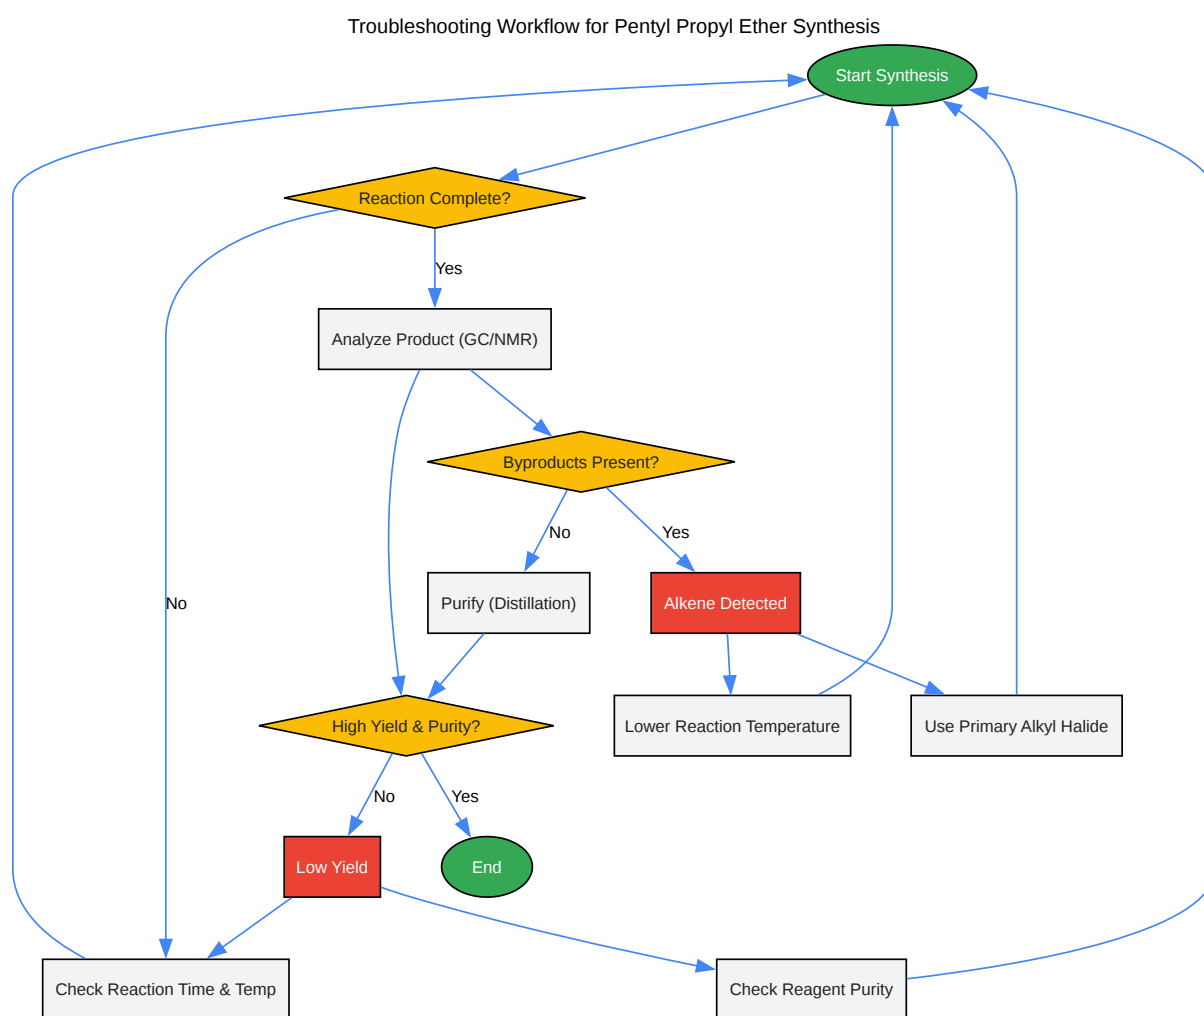 Troubleshooting Workflow for Pentyl Propyl Ether Synthesis
Start Synthesis
Reaction Complete?
Yes
Analyze Product (GC/NMR)
Byproducts Present?
No
Yes
No
Purify (Distillation)
Alkene Detected
High Yield & Purity?
Lower Reaction Temperature
Use Primary Alkyl Halide
No
Yes
Low Yield
End
Check Reaction Time & Temp
Check Reagent Purity